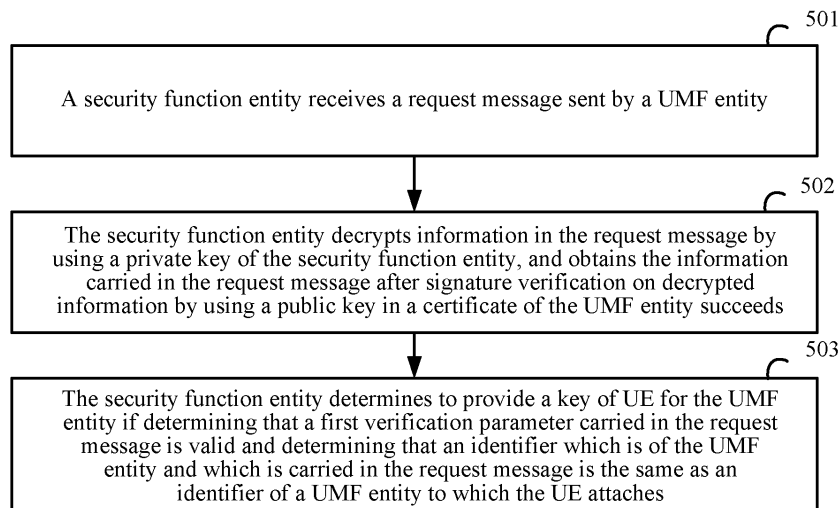 501
A security function entity receives a request message sent by a UMF entity
502
The security function entity decrypts information in the request message by
using a private key of the security function entity, and obtains the information
carried in the request message after signature verification on decrypted
information by using a public key in a certificate of the UMF entity succeeds
503
The security function entity determines to provide a key of UE for the UMF
entity if determining that a first verification parameter carried in the request
message is valid and determining that an identifier which is of the UMF
entity and which is carried in the request message is the same as an
identifier of a UMF entity to which the UE attaches